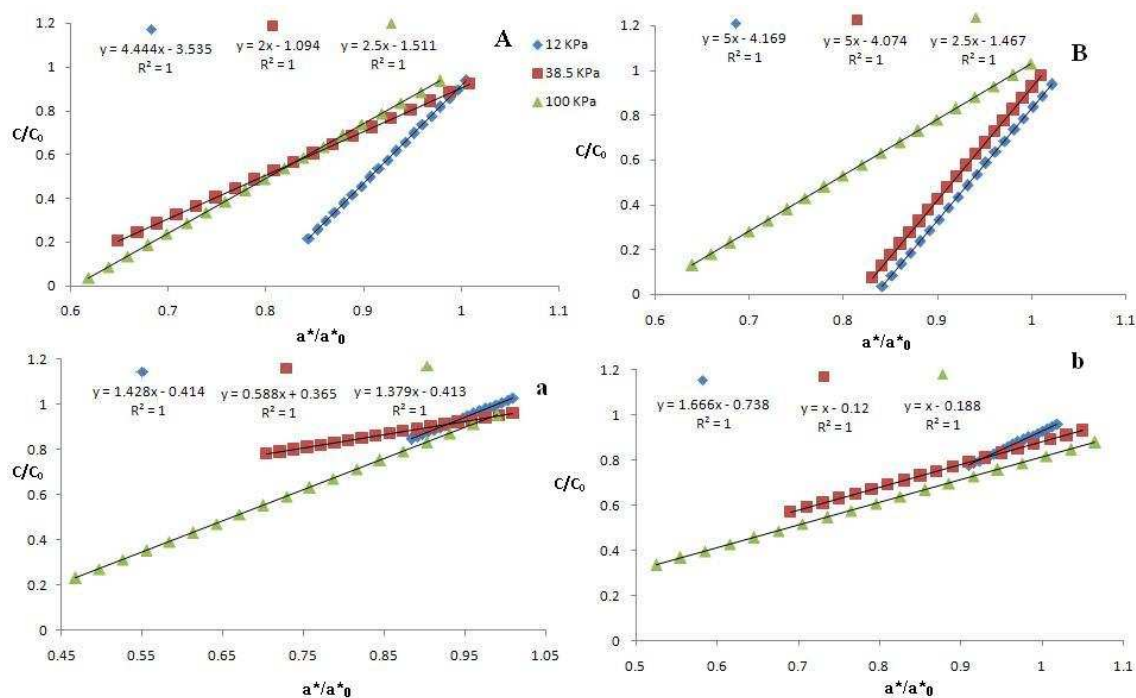 A
y = 4.444x - 3.535 y = 2x - 1.094 y = 2.5x - 1.511
R² = 1 R² = 1 R² = 1
12 KPa
38.5 KPa
100 KPa
1.2
1
0.8
0.6
0.4
0.2
0
C/C₀
0.6 0.7 0.8 0.9 1 1.1
a*/a*₀
B
y = 5x - 4.169 y = 5x - 4.074 y = 2.5x - 1.467
R² = 1 R² = 1 R² = 1
1.2
1
0.8
0.6
0.4
0.2
0
C/C₀
0.6 0.7 0.8 0.9 1 1.1
a*/a*₀
a
y = 1.428x - 0.414 y = 0.588x + 0.365 y = 1.379x - 0.413
R² = 1 R² = 1 R² = 1
1.2
1
0.8
0.6
0.4
0.2
0
C/C₀
0.45 0.55 0.65 0.75 0.85 0.95 1.05
a*/a*₀
b
y = 1.666x - 0.738 y = x - 0.12 y = x - 0.188
R² = 1 R² = 1 R² = 1
1.2
1
0.8
0.6
0.4
0.2
0
C/C₀
0.5 0.6 0.7 0.8 0.9 1 1.1
a*/a*₀